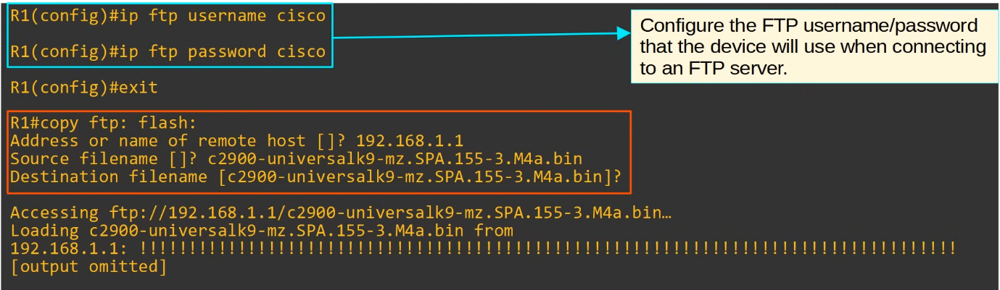 R1(config)#ip ftp username cisco
R1(config)#ip ftp password cisco
Configure the FTP username/password
that the device will use when connecting
to an FTP server.
R1(config)#exit
R1#copy ftp: flash:
Address or name of remote host []? 192.168.1.1
Source filename []? c2900-universalk9-mz.SPA.155-3.M4a.bin
Destination filename [c2900-universalk9-mz.SPA.155-3.M4a.bin]?
Accessing ftp://192.168.1.1/c2900-universalk9-mz.SPA.155-3.M4a.bin…
Loading c2900-universalk9-mz.SPA.155-3.M4a.bin from
192.168.1.1: !!!!!!!!!!!!!!!!!!!!!!!!!!!!!!!!!!!!!!!!!!!!!!!!!!!!!!!!!!!!!!!!!!!!!!!!!!!!!!!!!!!
[output omitted]